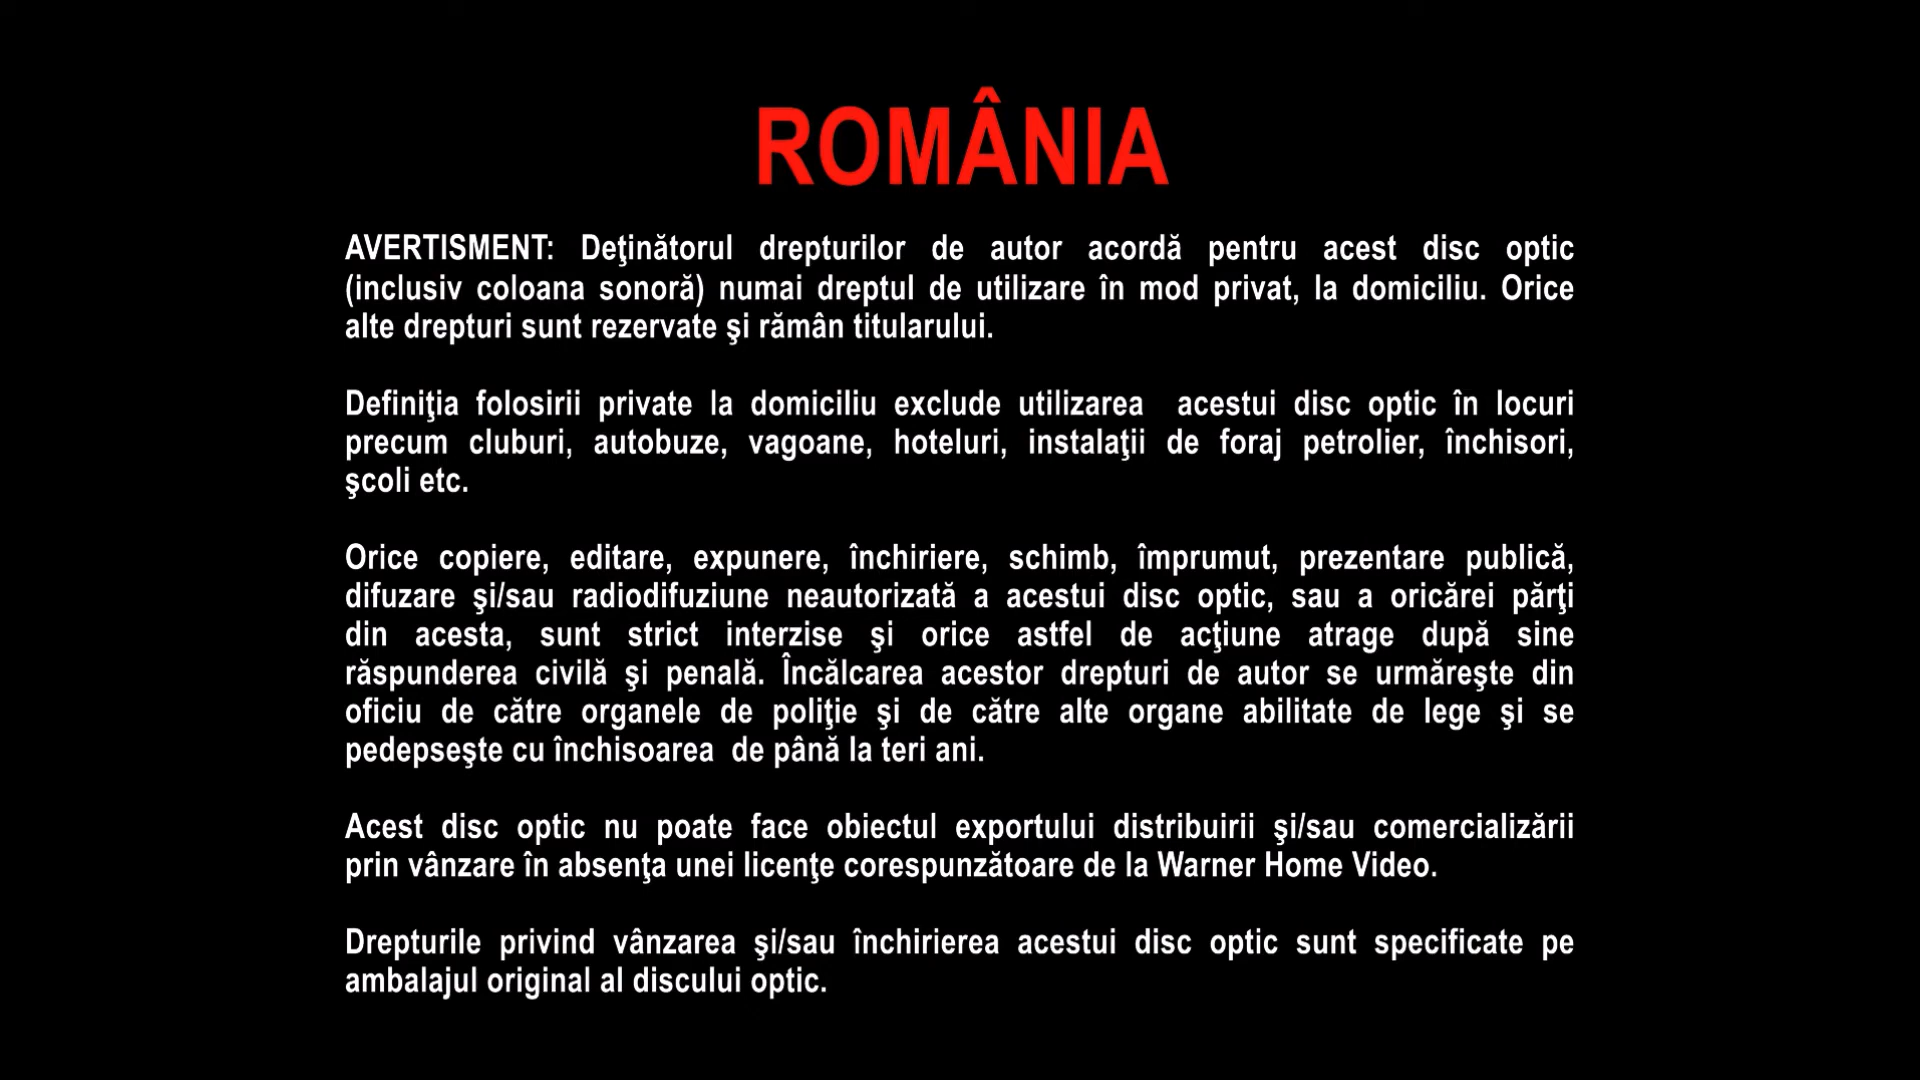 ROMÂNIA
AVERTISMENT: Deţinătorul drepturilor de autor acordă pentru acest disc optic
(inclusiv coloana sonoră) numai dreptul de utilizare în mod privat, la domiciliu. Orice
alte drepturi sunt rezervate şi rămân titularului.
Definiţia folosirii private la domiciliu exclude utilizarea acestui disc optic în locuri
precum cluburi, autobuze, vagoane, hoteluri, instalaţii de foraj petrolier, închisori,
şcoli etc.
Orice copiere, editare, expunere, închiriere, schimb, împrumut, prezentare publică,
difuzare şi/sau radiodifuziune neautorizată a acestui disc optic, sau a oricărei părţi
din acesta, sunt strict interzise şi orice astfel de acţiune atrage după sine
răspunderea civilă şi penală. Încălcarea acestor drepturi de autor se urmăreşte din
oficiu de către organele de poliţie şi de către alte organe abilitate de lege şi se
pedepseşte cu închisoarea de până la teri ani.
Acest disc optic nu poate face obiectul exportului distribuirii şi/sau comercializării
prin vânzare în absenţa unei licenţe corespunzătoare de la Warner Home Video.
Drepturile privind vânzarea şi/sau închirierea acestui disc optic sunt specificate pe
ambalajul original al discului optic.